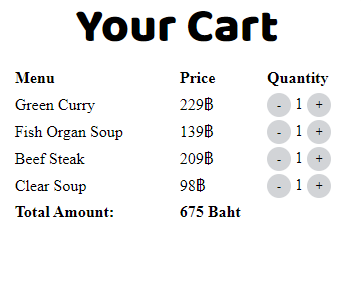 Your Cart
Menu Price Quantity
Green Curry 229฿ - 1 +
Fish Organ Soup 139฿ - 1 +
Beef Steak 209฿ - 1 +
Clear Soup 98฿ - 1 +
Total Amount: 675 Baht